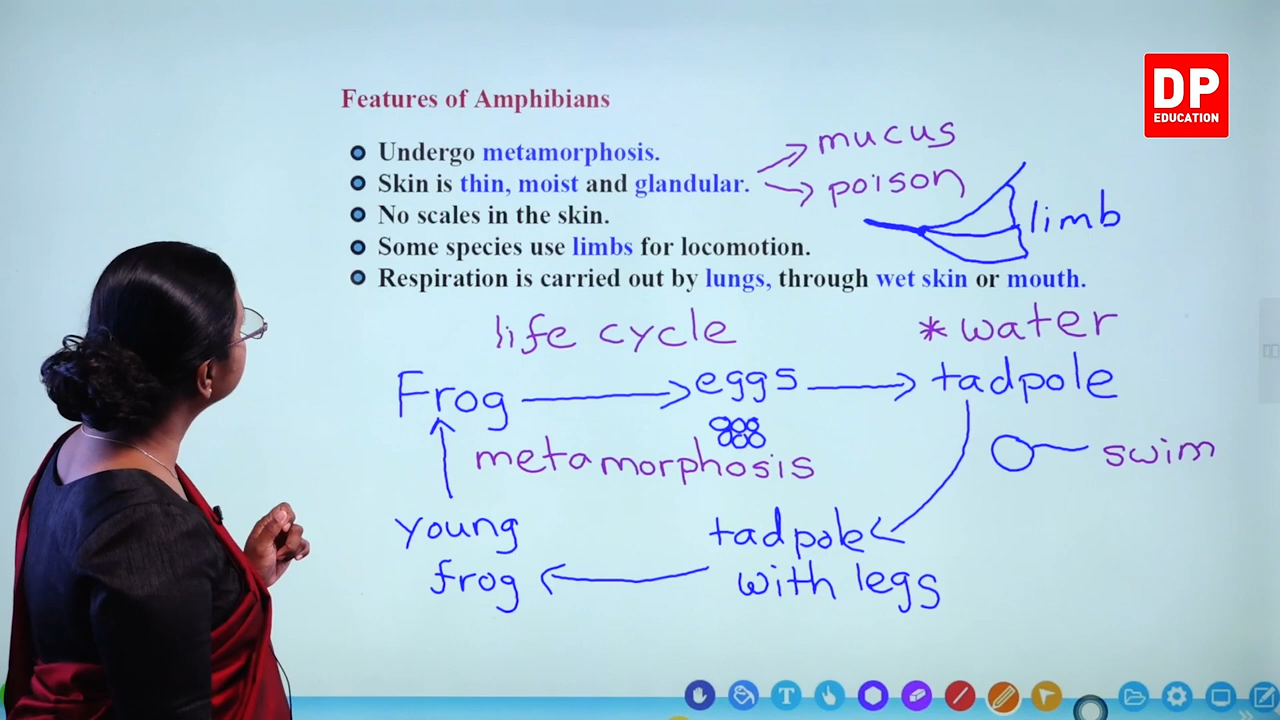 DP
EDUCATION
Features of Amphibians
Undergo metamorphosis.
Skin is thin, moist and glandular.
mucus
poison
No scales in the skin.
limb
Some species use limbs for locomotion.
Respiration is carried out by lungs, through wet skin or mouth.
life cycle
* water
Frog
eggs
tadpole
metamorphosis
swim
young
frog
tadpole
with legs
T